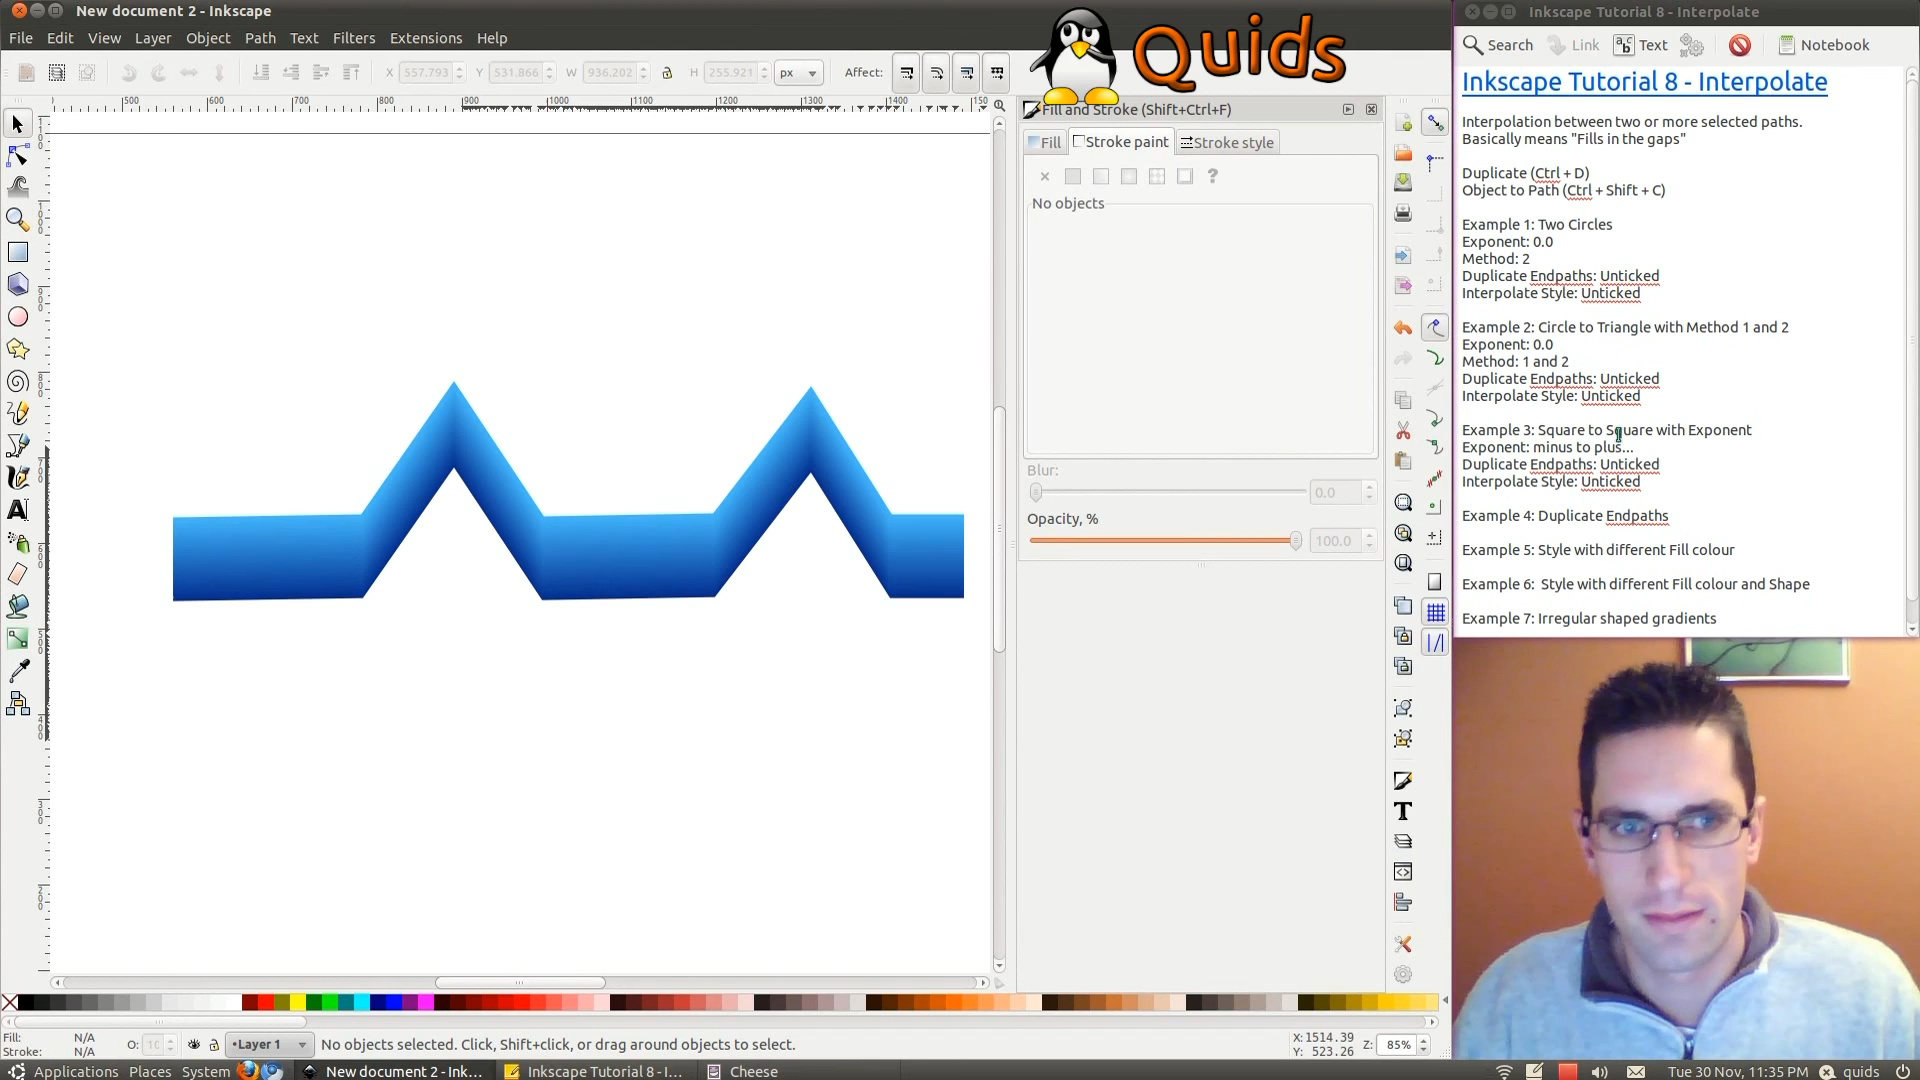 New document 2 - Inkscape
File Edit View Layer Object Path Text Filters Extensions Help
X 557.793 Y 531.866 W 936.202 H 255.921 px Affect:
Quids
Fill and Stroke (Shift+Ctrl+F)
Fill Stroke paint Stroke style
?
No objects
Blur:
0.0
Opacity, %
100.0
500 600 700 800 900 1000 1100 1200 1300 1400
Inkscape Tutorial 8 - Interpolate
Search Link Text Notebook
Inkscape Tutorial 8 - Interpolate
Interpolation between two or more selected paths.
Basically means "Fills in the gaps"
Duplicate (Ctrl + D)
Object to Path (Ctrl + Shift + C)
Example 1: Two Circles
Exponent: 0.0
Method: 2
Duplicate Endpaths: Unticked
Interpolate Style: Unticked
Example 2: Circle to Triangle with Method 1 and 2
Exponent: 0.0
Method: 1 and 2
Duplicate Endpaths: Unticked
Interpolate Style: Unticked
Example 3: Square to Square with Exponent
Exponent: minus to plus...
Duplicate Endpaths: Unticked
Interpolate Style: Unticked
Example 4: Duplicate Endpaths
Example 5: Style with different Fill colour
Example 6: Style with different Fill colour and Shape
Example 7: Irregular shaped gradients
Fill: N/A
Stroke: N/A
O:
•Layer 1
No objects selected. Click, Shift+click, or drag around objects to select.
X: 1514.39
Y: 523.26
Z: 85%
Applications Places System New document 2 - Ink... Inkscape Tutorial 8 - I... Cheese Tue 30 Nov, 11:35 PM quids